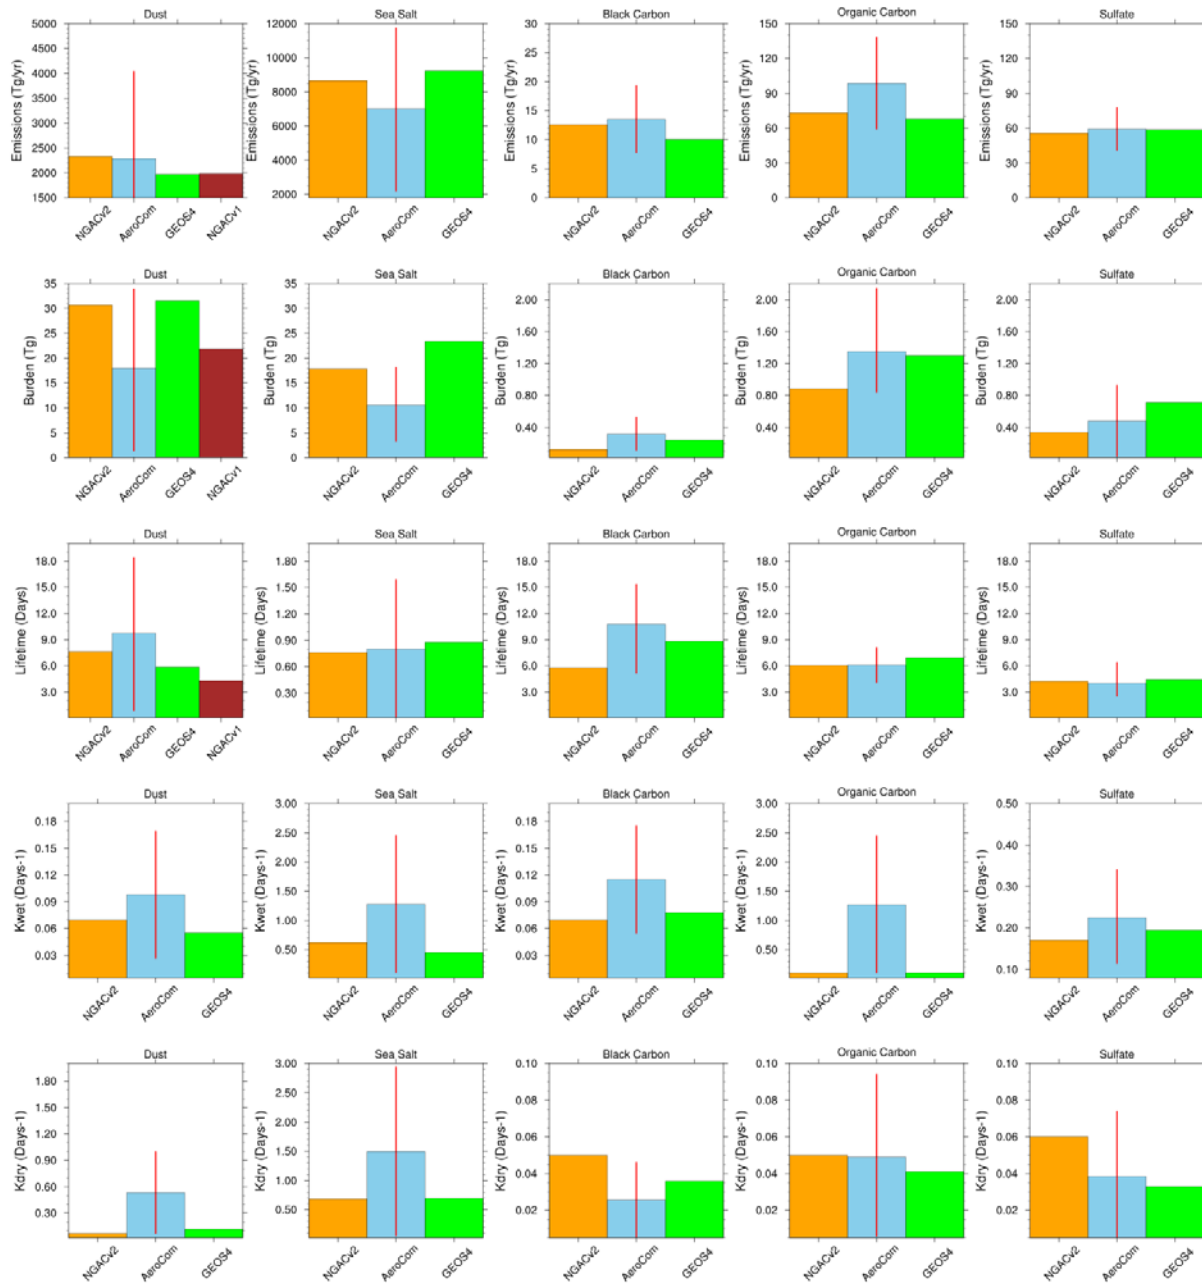 Dust
Emissions (Tg/yr)
5000
4500
4000
3500
3000
2500
2000
1500
NGACv2
AeroCom
GEOS4
NGACv1
Sea Salt
Emissions (Tg/yr)
12000
10000
8000
6000
4000
2000
NGACv2
AeroCom
GEOS4
Black Carbon
Emissions (Tg/yr)
30
25
20
15
10
5
0
NGACv2
AeroCom
GEOS4
Organic Carbon
Emissions (Tg/yr)
150
120
90
60
30
0
NGACv2
AeroCom
GEOS4
Sulfate
Emissions (Tg/yr)
150
120
90
60
30
0
NGACv2
AeroCom
GEOS4
Dust
Burden (Tg)
35
30
25
20
15
10
5
0
NGACv2
AeroCom
GEOS4
NGACv1
Sea Salt
Burden (Tg)
35
30
25
20
15
10
5
0
NGACv2
AeroCom
GEOS4
Black Carbon
Burden (Tg)
2.00
1.60
1.20
0.80
0.40
NGACv2
AeroCom
GEOS4
Organic Carbon
Burden (Tg)
2.00
1.60
1.20
0.80
0.40
NGACv2
AeroCom
GEOS4
Sulfate
Burden (Tg)
2.00
1.60
1.20
0.80
0.40
NGACv2
AeroCom
GEOS4
Dust
Lifetime (Days)
18.0
15.0
12.0
9.0
6.0
3.0
NGACv2
AeroCom
GEOS4
NGACv1
Sea Salt
Lifetime (Days)
1.80
1.50
1.20
0.90
0.60
0.30
NGACv2
AeroCom
GEOS4
Black Carbon
Lifetime (Days)
18.0
15.0
12.0
9.0
6.0
3.0
NGACv2
AeroCom
GEOS4
Organic Carbon
Lifetime (Days)
18.0
15.0
12.0
9.0
6.0
3.0
NGACv2
AeroCom
GEOS4
Sulfate
Lifetime (Days)
18.0
15.0
12.0
9.0
6.0
3.0
NGACv2
AeroCom
GEOS4
Dust
Kwet (Days-1)
0.18
0.15
0.12
0.09
0.06
0.03
NGACv2
AeroCom
GEOS4
Sea Salt
Kwet (Days-1)
3.00
2.50
2.00
1.50
1.00
0.50
NGACv2
AeroCom
GEOS4
Black Carbon
Kwet (Days-1)
0.18
0.15
0.12
0.09
0.06
0.03
NGACv2
AeroCom
GEOS4
Organic Carbon
Kwet (Days-1)
3.00
2.50
2.00
1.50
1.00
0.50
NGACv2
AeroCom
GEOS4
Sulfate
Kwet (Days-1)
0.50
0.40
0.30
0.20
0.10
NGACv2
AeroCom
GEOS4
Dust
Kdry (Days-1)
1.80
1.50
1.20
0.90
0.60
0.30
NGACv2
AeroCom
GEOS4
Sea Salt
Kdry (Days-1)
3.00
2.50
2.00
1.50
1.00
0.50
NGACv2
AeroCom
GEOS4
Black Carbon
Kdry (Days-1)
0.10
0.08
0.06
0.04
0.02
NGACv2
AeroCom
GEOS4
Organic Carbon
Kdry (Days-1)
0.10
0.08
0.06
0.04
0.02
NGACv2
AeroCom
GEOS4
Sulfate
Kdry (Days-1)
0.10
0.08
0.06
0.04
0.02
NGACv2
AeroCom
GEOS4